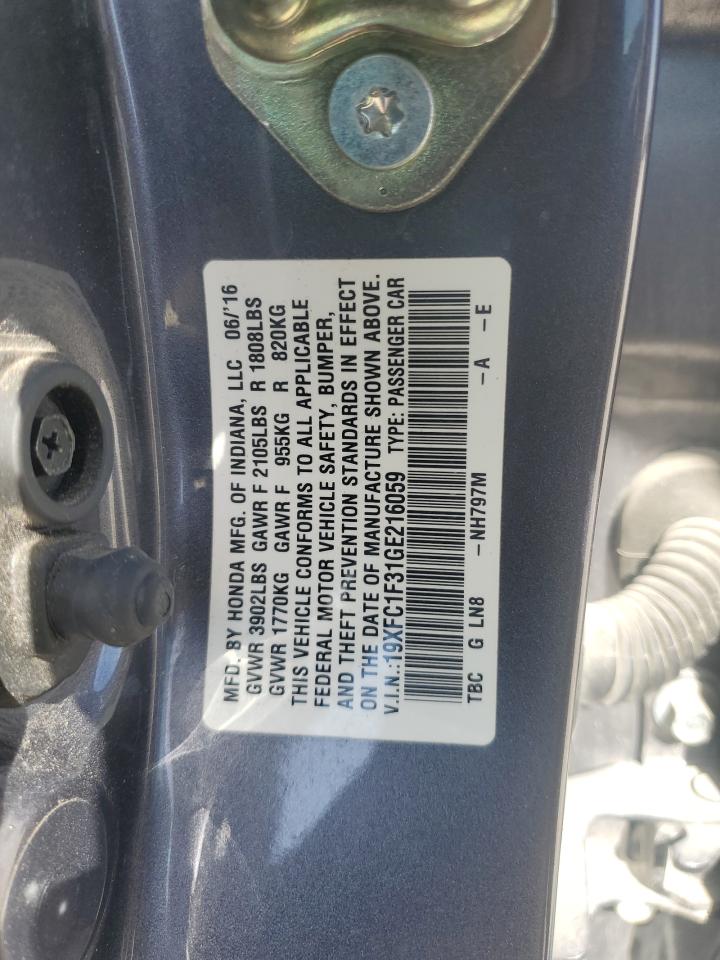 MFD. BY HONDA MFG. OF INDIANA, LLC 06/'16
GVWR 3902LBS GAWR F 2105LBS R 1808LBS
GVWR 1770KG GAWR F 955KG R 820KG
THIS VEHICLE CONFORMS TO ALL APPLICABLE
FEDERAL MOTOR VEHICLE SAFETY, BUMPER,
AND THEFT PREVENTION STANDARDS IN EFFECT
ON THE DATE OF MANUFACTURE SHOWN ABOVE.
V.I.N.:19XFC1F31GE216059 TYPE: PASSENGER CAR
TBC G LN8 -NH797M -A -E